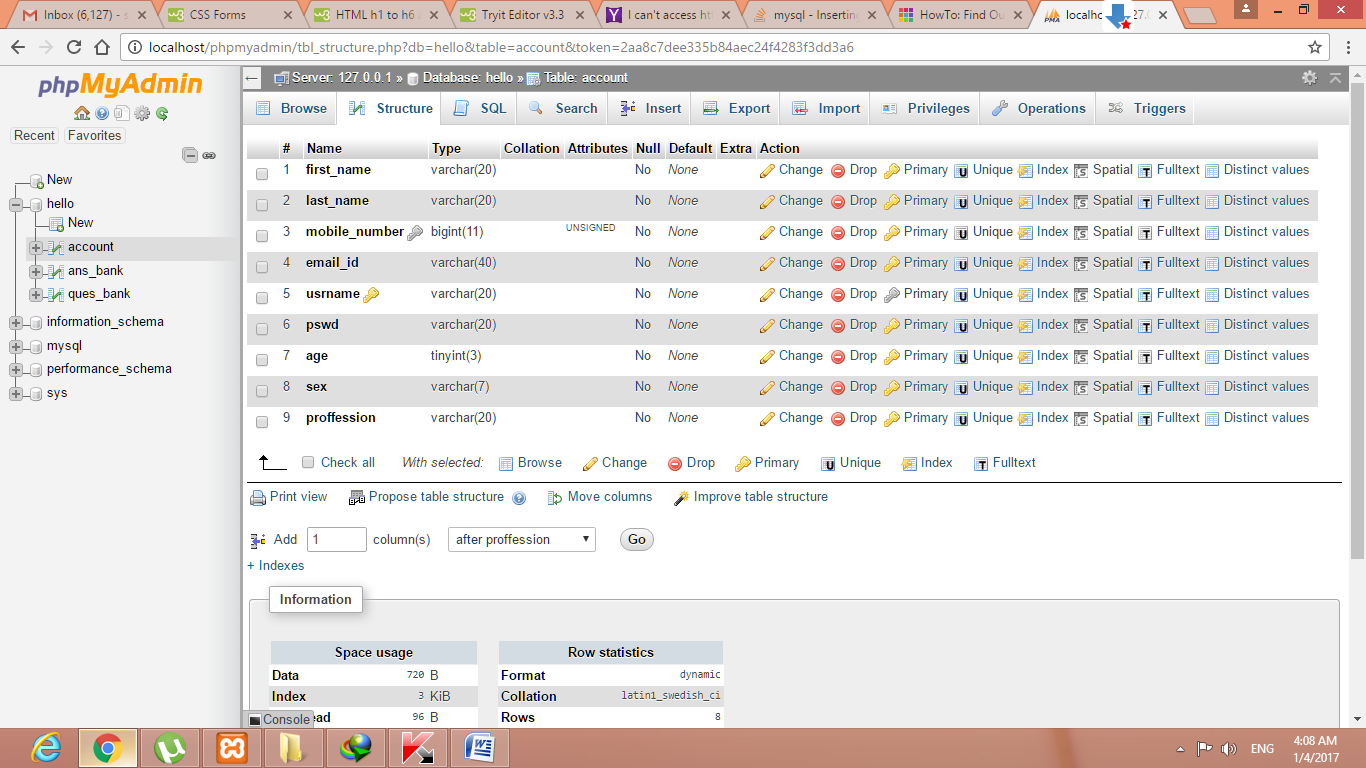 Inbox (6,127) - s
CSS Forms
HTML h1 to h6
Tryit Editor v3.3
I can't access ht
mysql - Inserting
HowTo: Find Ou
localho
27.0
localhost/phpmyadmin/tbl_structure.php?db=hello&table=account&token=2aa8c7dee335b84aec24f4283f3dd3a6
phpMyAdmin
Recent Favorites
New
hello
New
account
ans_bank
ques_bank
information_schema
mysql
performance_schema
sys
Server: 127.0.0.1 » Database: hello » Table: account
Browse Structure SQL Search Insert Export Import Privileges Operations Triggers
# Name Type Collation Attributes Null Default Extra Action
1 first_name varchar(20) No None Change Drop Primary Unique Index Spatial Fulltext Distinct values
2 last_name varchar(20) No None Change Drop Primary Unique Index Spatial Fulltext Distinct values
3 mobile_number bigint(11) UNSIGNED No None Change Drop Primary Unique Index Spatial Fulltext Distinct values
4 email_id varchar(40) No None Change Drop Primary Unique Index Spatial Fulltext Distinct values
5 usrname varchar(20) No None Change Drop Primary Unique Index Spatial Fulltext Distinct values
6 pswd varchar(20) No None Change Drop Primary Unique Index Spatial Fulltext Distinct values
7 age tinyint(3) No None Change Drop Primary Unique Index Spatial Fulltext Distinct values
8 sex varchar(7) No None Change Drop Primary Unique Index Spatial Fulltext Distinct values
9 proffession varchar(20) No None Change Drop Primary Unique Index Spatial Fulltext Distinct values
Check all With selected: Browse Change Drop Primary Unique Index Fulltext
Print view Propose table structure Move columns Improve table structure
Add 1 column(s) after proffession Go
+ Indexes
Information
Space usage
Data 720 B
Index 3 KiB
ead 96 B
Row statistics
Format dynamic
Collation latin1_swedish_ci
Rows 8
Console
ENG
4:08 AM
1/4/2017